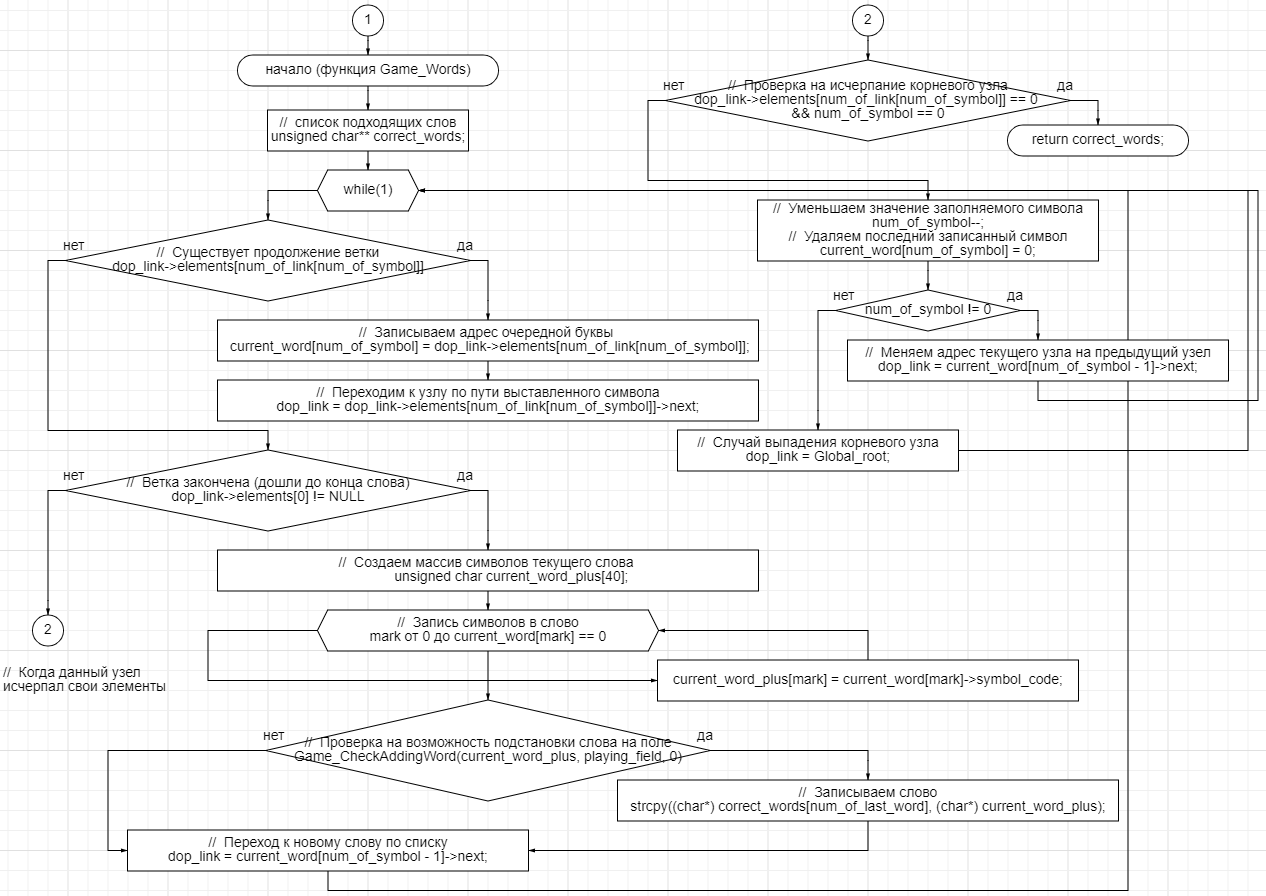 1
начало (функция Game_Words)
// список подходящих слов
unsigned char** correct_words;
while(1)
нет
// Существует продолжение ветки
dop_link->elements[num_of_link[num_of_symbol]]
да
// Записываем адрес очередной буквы
current_word[num_of_symbol] = dop_link->elements[num_of_link[num_of_symbol]];
// Переходим к узлу по пути выставленного символа
dop_link = dop_link->elements[num_of_link[num_of_symbol]]->next;
нет
// Ветка закончена (дошли до конца слова)
dop_link->elements[0] != NULL
да
// Создаем массив символов текущего слова
unsigned char current_word_plus[40];
2
// Когда данный узел
исчерпал свои элементы
// Запись символов в слово
mark от 0 до current_word[mark] == 0
current_word_plus[mark] = current_word[mark]->symbol_code;
нет
// Проверка на возможность подстановки слова на поле
Game_CheckAddingWord(current_word_plus, playing_field, 0)
да
// Записываем слово
strcpy((char*) correct_words[num_of_last_word], (char*) current_word_plus);
// Переход к новому слову по списку
dop_link = current_word[num_of_symbol - 1]->next;
2
нет
// Проверка на исчерпание корневого узла
dop_link->elements[num_of_link[num_of_symbol]] == 0
&& num_of_symbol == 0
да
return correct_words;
// Уменьшаем значение заполняемого символа
num_of_symbol--;
// Удаляем последний записанный символ
current_word[num_of_symbol] = 0;
нет
num_of_symbol != 0
да
// Меняем адрес текущего узла на предыдущий узел
dop_link = current_word[num_of_symbol - 1]->next;
// Случай выпадения корневого узла
dop_link = Global_root;